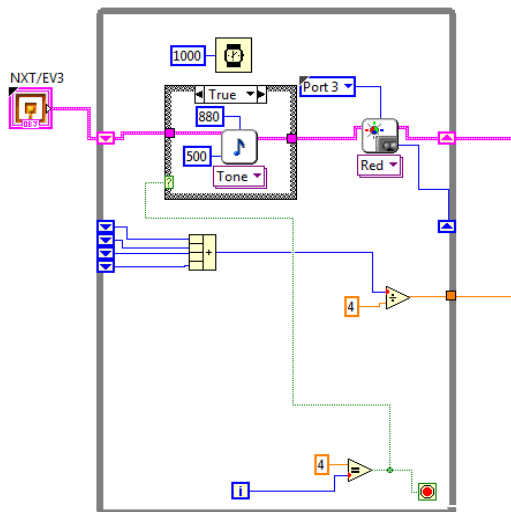 1000
NXT/EV3
True
Port 3
880
500
Tone
Red
?
+
4
÷
4
=
i